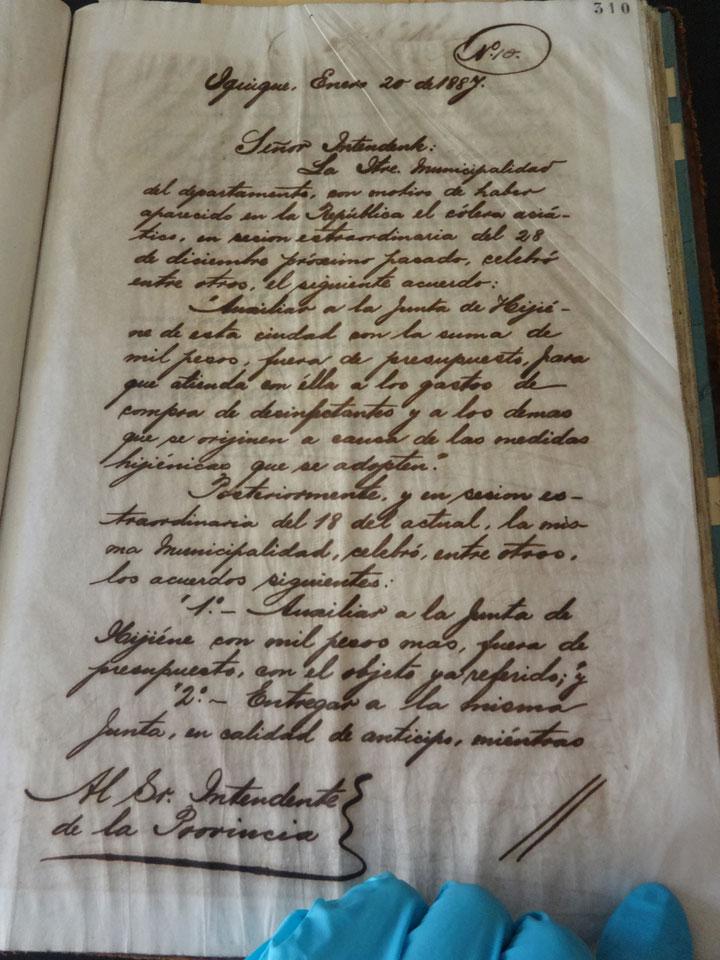 310
Nº. 10.
Iquique, Enero 20 de 1887.
Señor Intendente:
La Iltre. Municipalidad
del departamento, con motivo de haber
aparecido en la República el cólera asiá-
tico, en sesion estraordinaria del 28
de diciembre próximo pasado, celebró
entre otros, el siguiente acuerdo:
"Auxiliar a la Junta de Hijié-
ne de esta ciudad con la suma de
mil pesos, fuera de presupuesto, para
que atienda con élla a los gastos de
compra de desinfectantes y a los demas
que se orijinen a causa de las medidas
hijiénicas que se adopten."
Posteriormente, y en sesion es-
traordinaria del 18 del actual, la mis-
ma Municipalidad, celebró, entre otros,
los acuerdos siguientes:
"1º.- Auxiliar a la Junta de
Hijiéne con mil pesos mas, fuera de
presupuesto, con el objeto ya referido;" y
"2º.- Entregar a la misma
Junta, en calidad de anticipo, miéntras
Al Sr. Intendente
de la Provincia